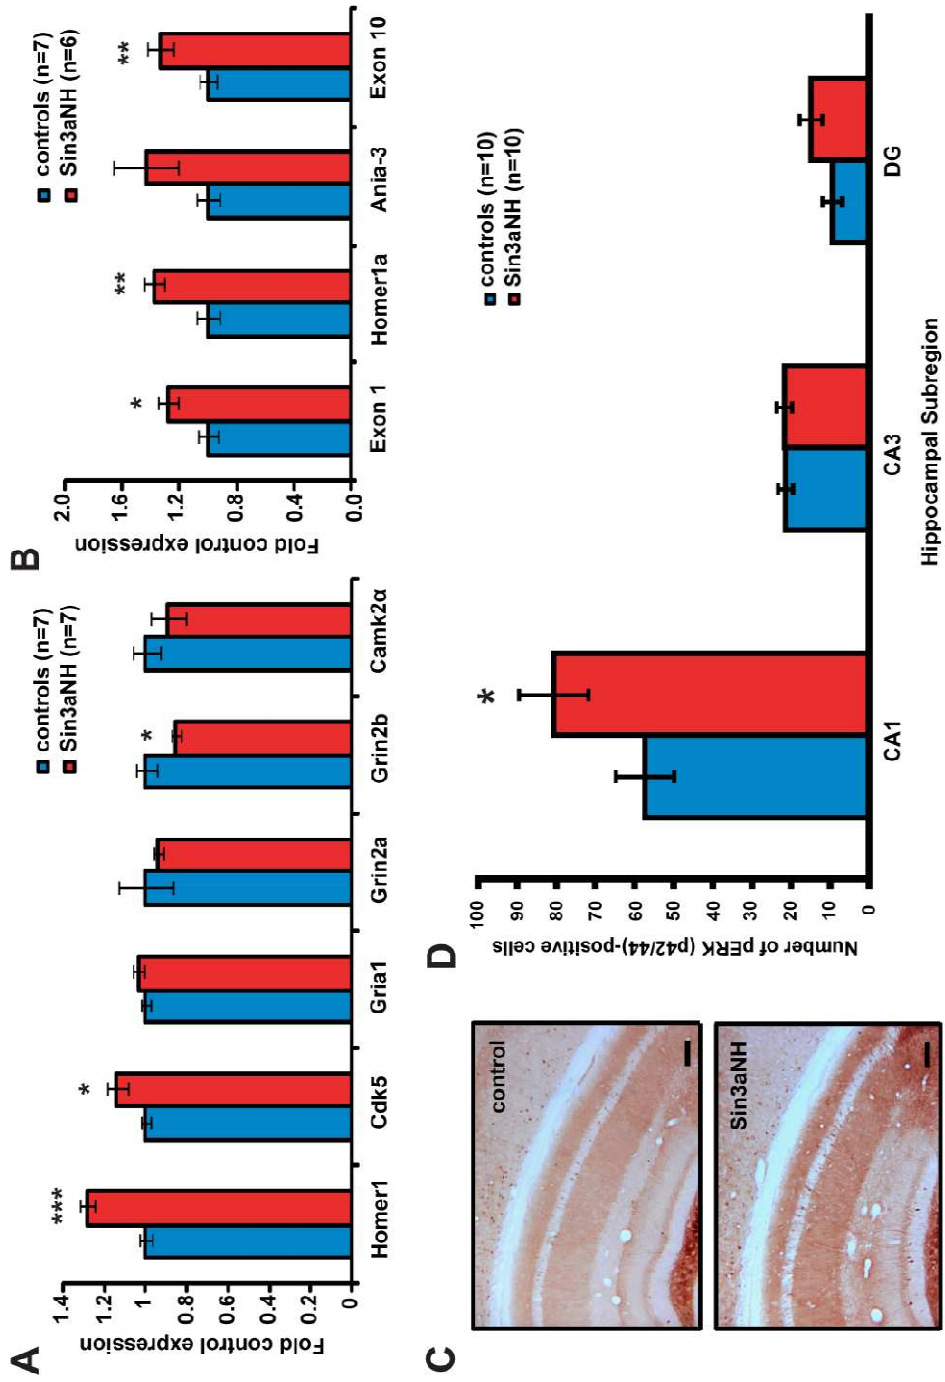 A
Fold control expression
1.4
1.2
1
0.8
0.6
0.4
0.2
0
controls (n=7)
Sin3aNH (n=7)
***
*
*
Homer1 Cdk5 Gria1 Grin2a Grin2b Camk2α
B
Fold control expression
2.0
1.6
1.2
0.8
0.4
0.0
controls (n=7)
Sin3aNH (n=6)
*
**
**
Exon 1 Homer1a Ania-3 Exon 10
C
control
Sin3aNH
D
Number of pERK (p42/44)-positive cells
100
90
80
70
60
50
40
30
20
10
0
controls (n=10)
Sin3aNH (n=10)
*
CA1 CA3 DG
Hippocampal Subregion